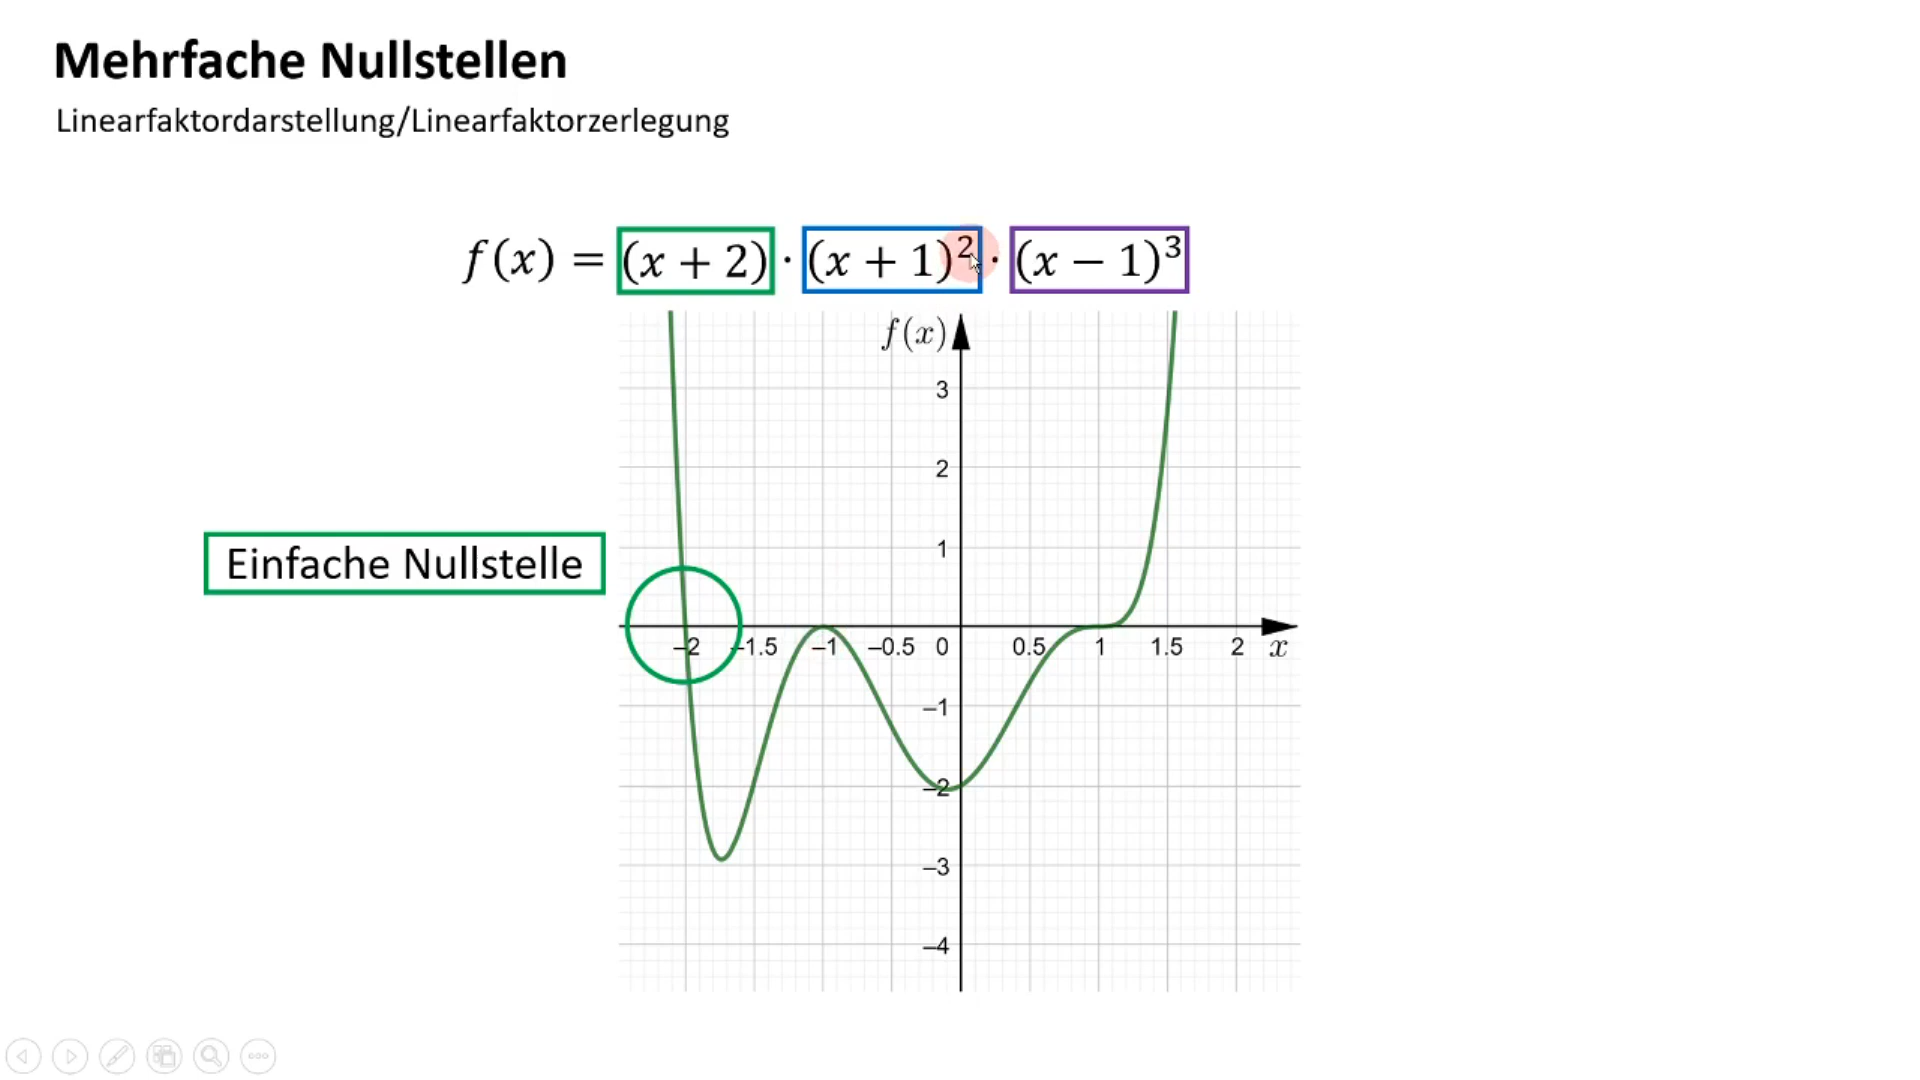 Mehrfache Nullstellen
Linearfaktordarstellung/Linearfaktorzerlegung
f(x) = (x + 2) · (x + 1)² · (x − 1)³
f(x)
3
2
1
Einfache Nullstelle
–2 –1.5 –1 –0.5 0 0.5 1 1.5 2 x
–1
–2
–3
–4